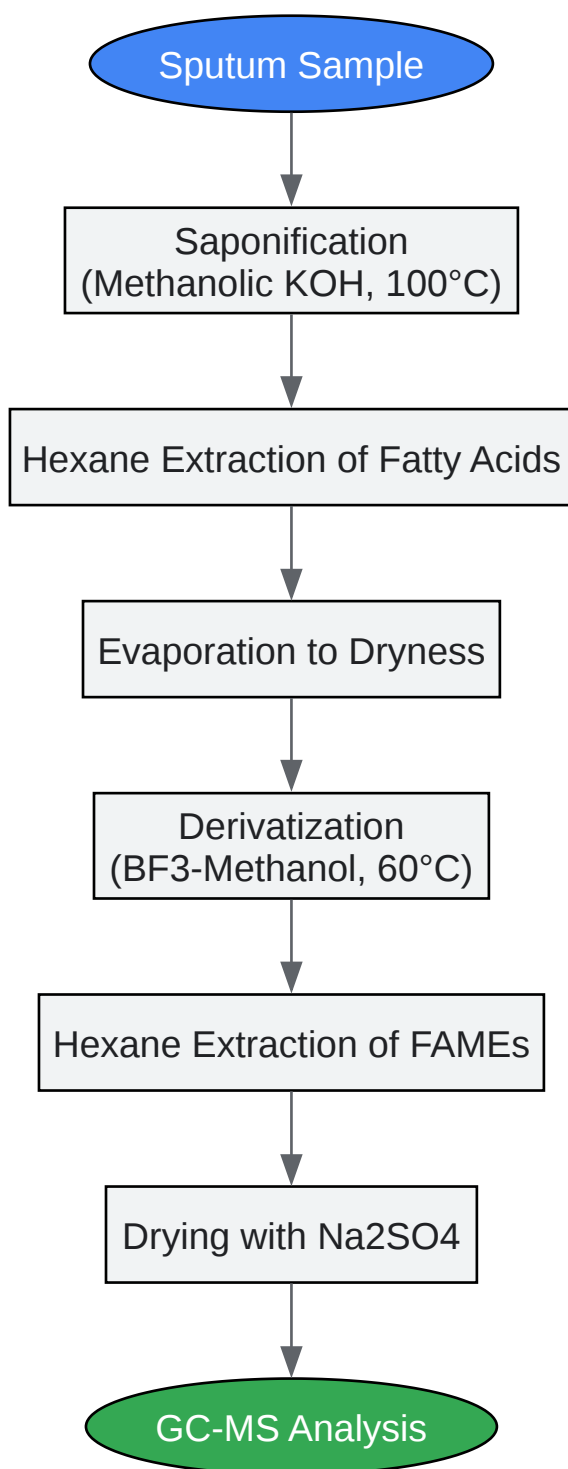 Sputum Sample
Saponification
(Methanolic KOH, 100°C)
Hexane Extraction of Fatty Acids
Evaporation to Dryness
Derivatization
(BF3-Methanol, 60°C)
Hexane Extraction of FAMEs
Drying with Na2SO4
GC-MS Analysis